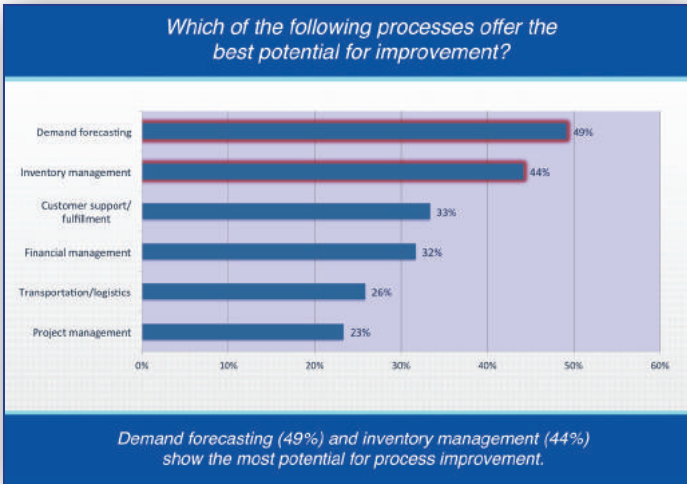 Which of the following processes offer the
best potential for improvement?
Demand forecasting
49%
Inventory management
44%
Customer support/
fulfillment
33%
Financial management
32%
Transportation/logistics
26%
Project management
23%
0%
10%
20%
30%
40%
50%
60%
Demand forecasting (49%) and inventory management (44%)
show the most potential for process improvement.